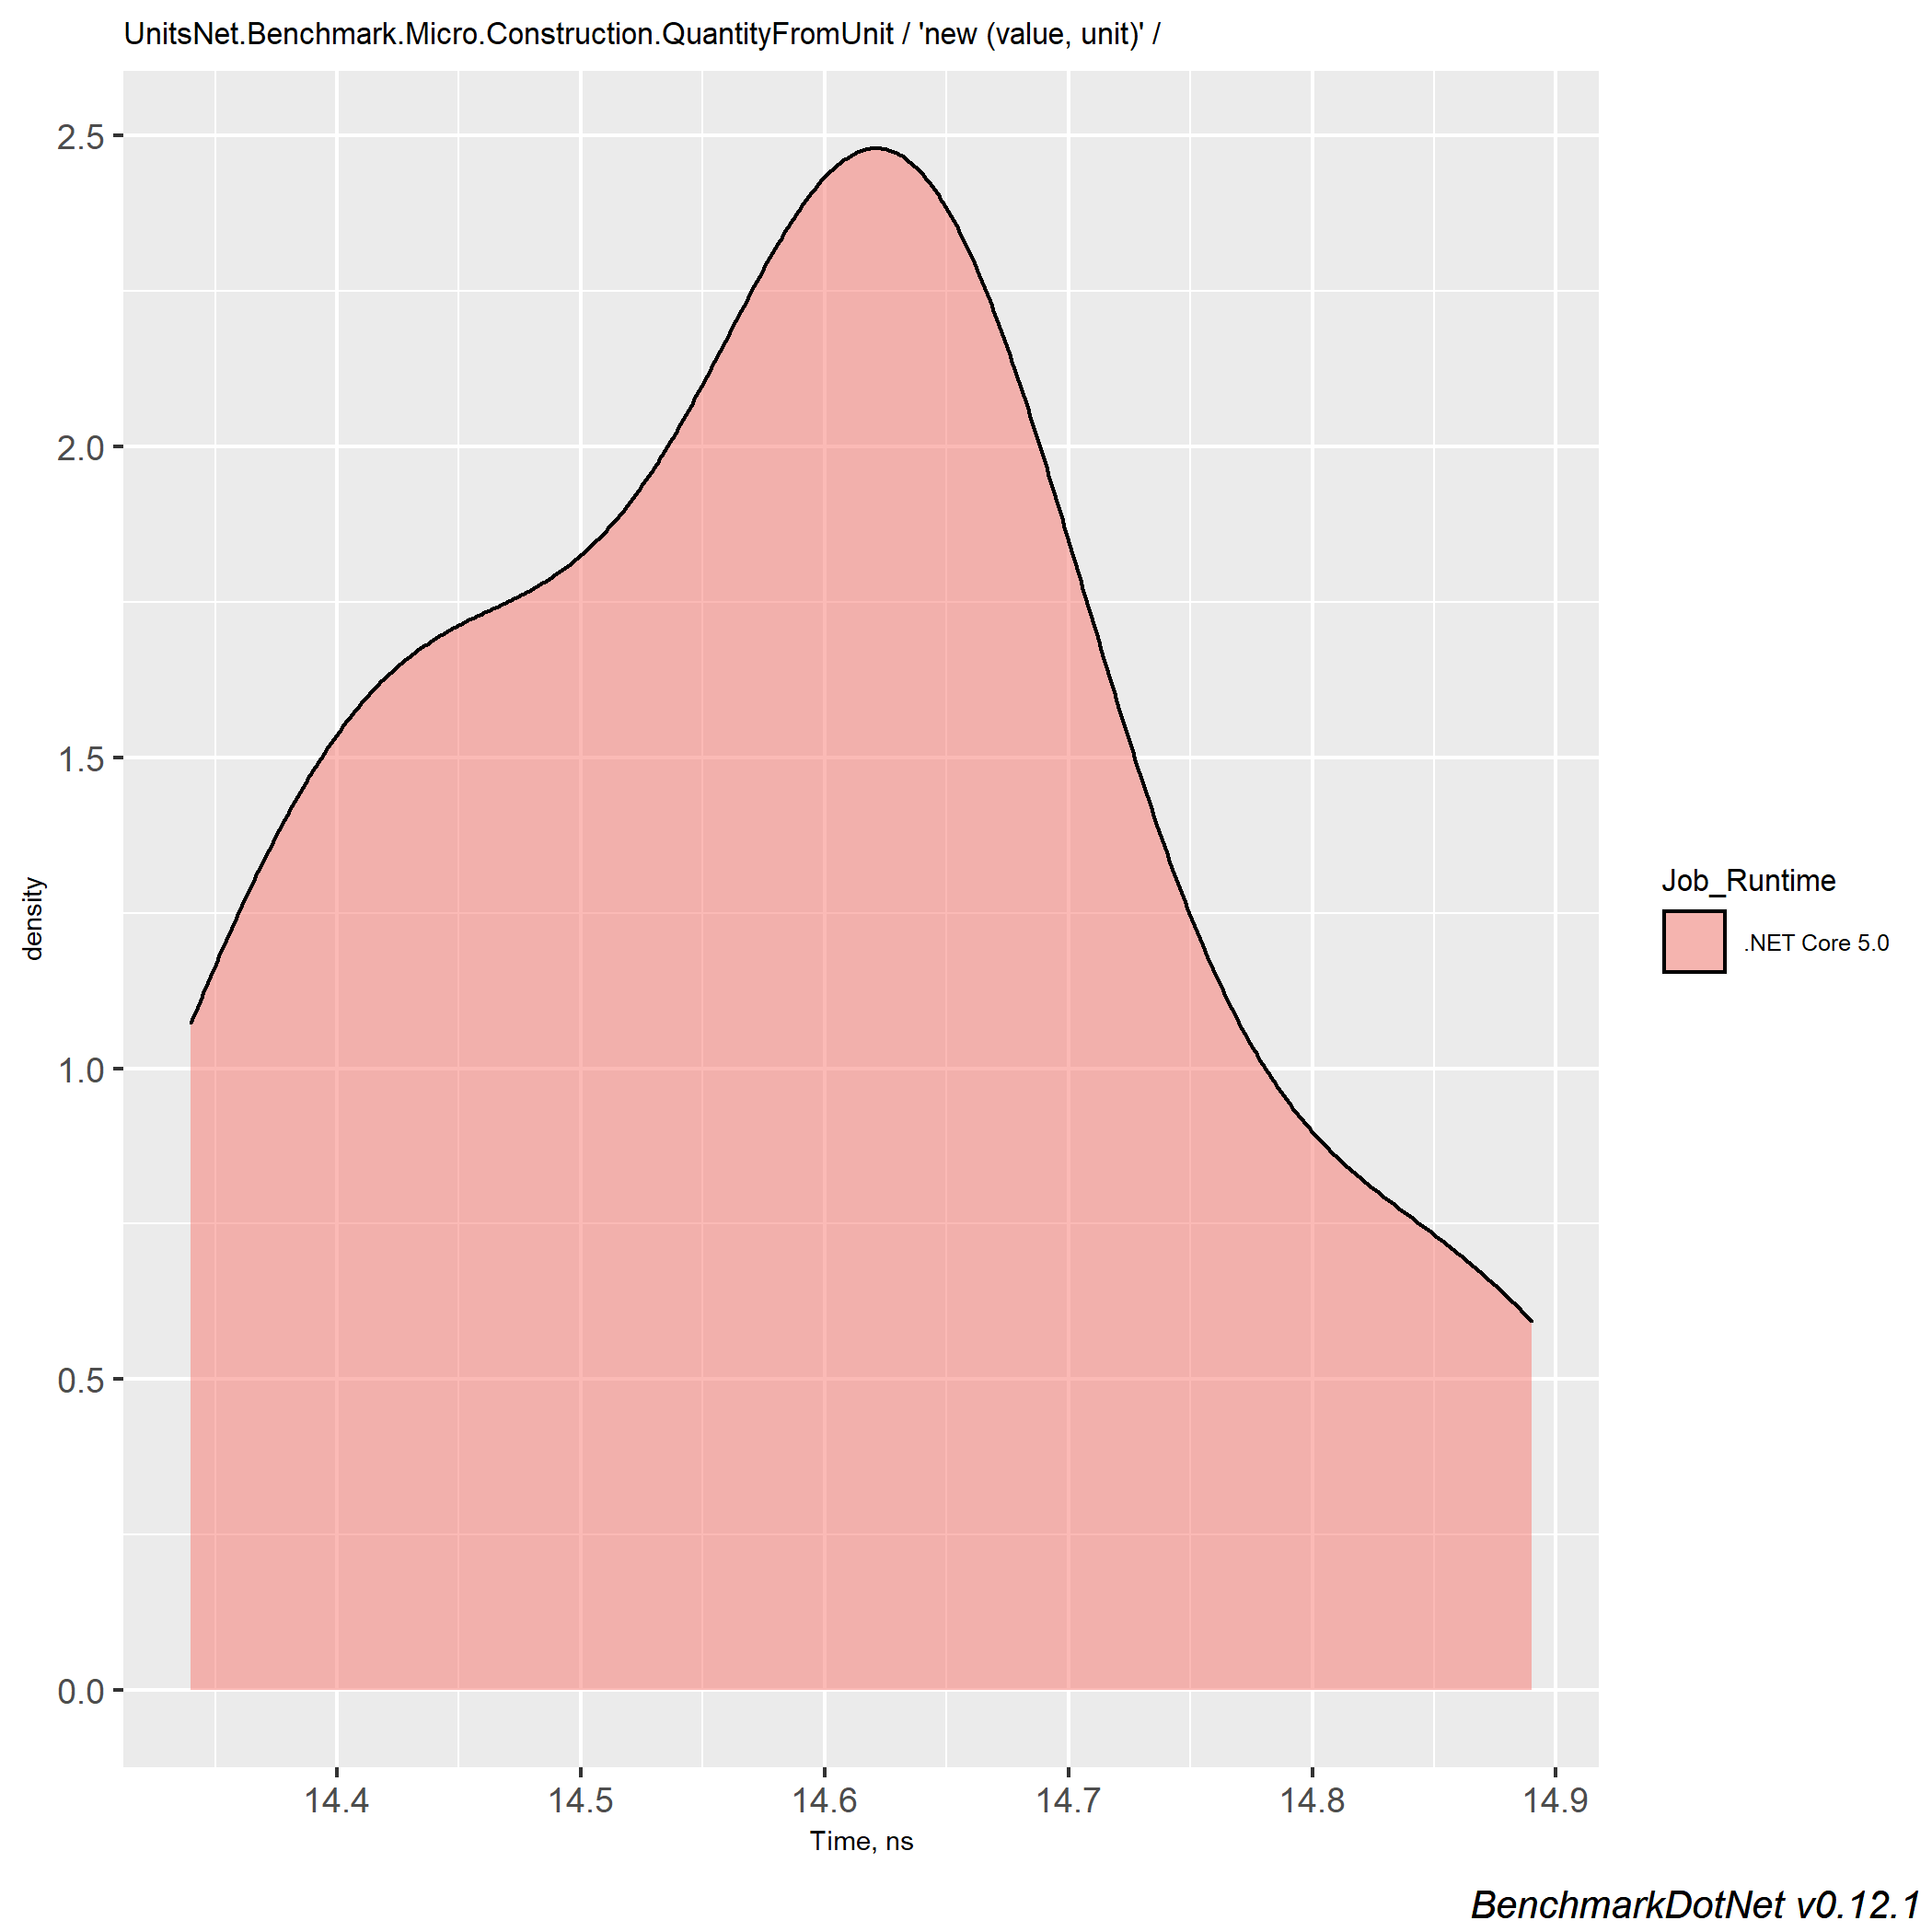 UnitsNet.Benchmark.Micro.Construction.QuantityFromUnit / 'new (value, unit)' /
2.5
2.0
1.5
1.0
0.5
0.0
density
14.4 14.5 14.6 14.7 14.8 14.9
Time, ns
Job_Runtime
.NET Core 5.0
BenchmarkDotNet v0.12.1